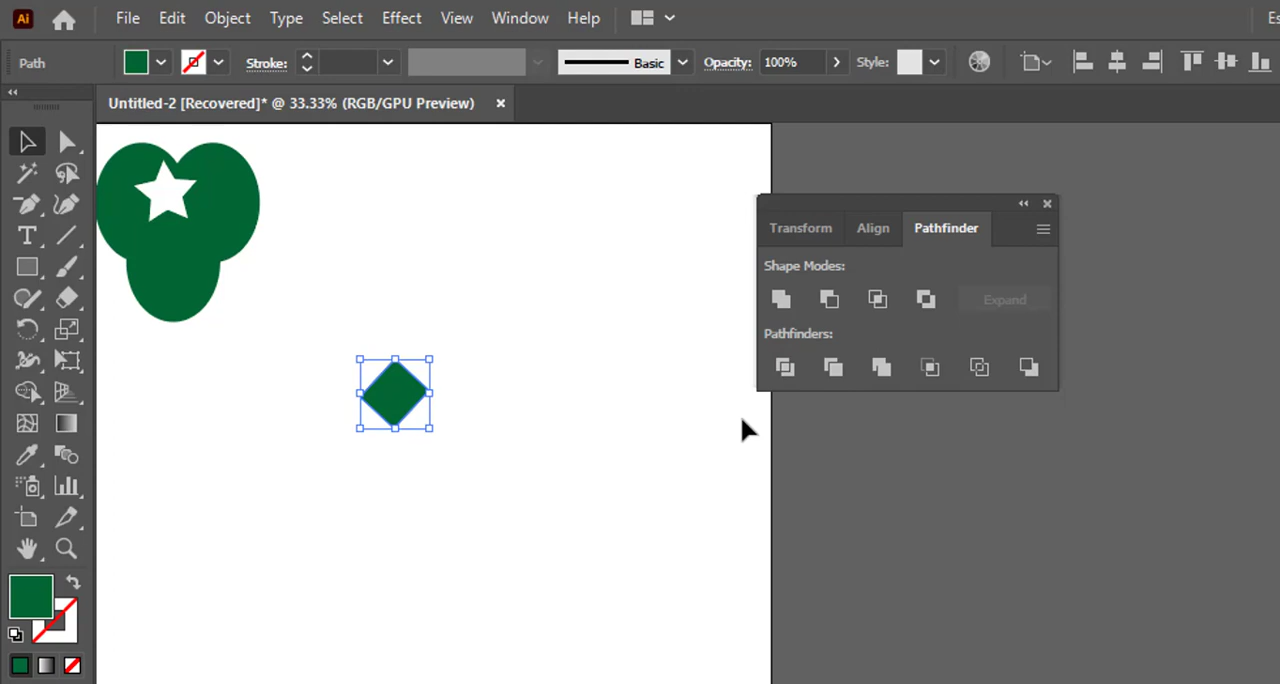 Ai File Edit Object Type Select Effect View Window Help Es
Path Stroke: Basic Opacity: 100% Style:
Untitled-2 [Recovered]* @ 33.33% (RGB/GPU Preview) ×
Transform Align Pathfinder
Shape Modes:
Expand
Pathfinders: